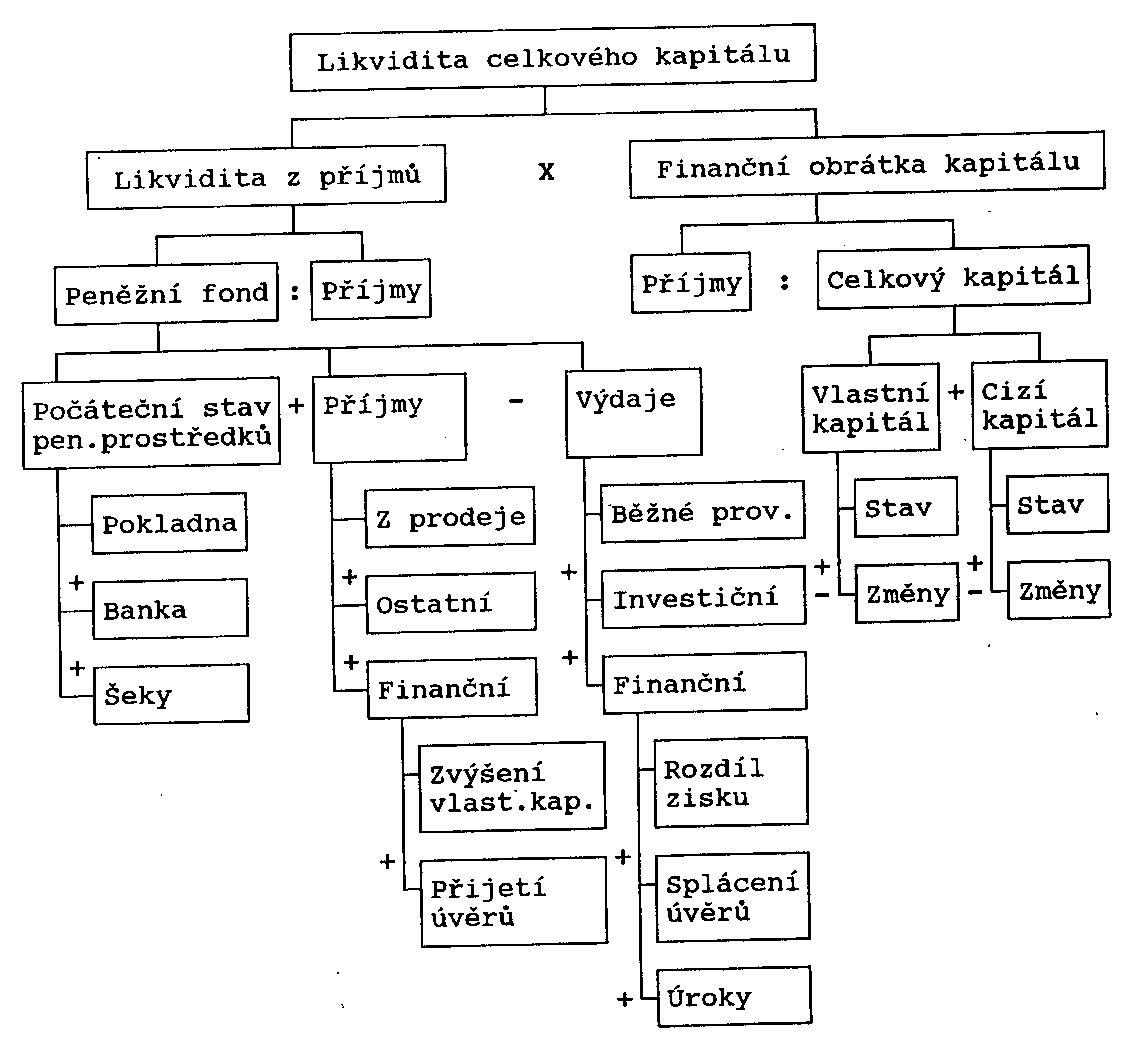 Likvidita celkového kapitálu
Likvidita z příjmů X Finanční obrátka kapitálu
Peněžní fond : Příjmy Příjmy : Celkový kapitál
Počáteční stav
pen.prostředků + Příjmy - Výdaje Vlastní
kapitál + Cizí
kapitál
Pokladna
+
Banka
+
Šeky
Z prodeje
+
Ostatní
+
Finanční
Zvýšení
vlast.kap.
+
Přijetí
úvěrů
Běžné prov.
+
Investiční
+
Finanční
Rozdíl
zisku
+
Splácení
úvěrů
+
Úroky
Stav
+
-
Změny
Stav
+
-
Změny